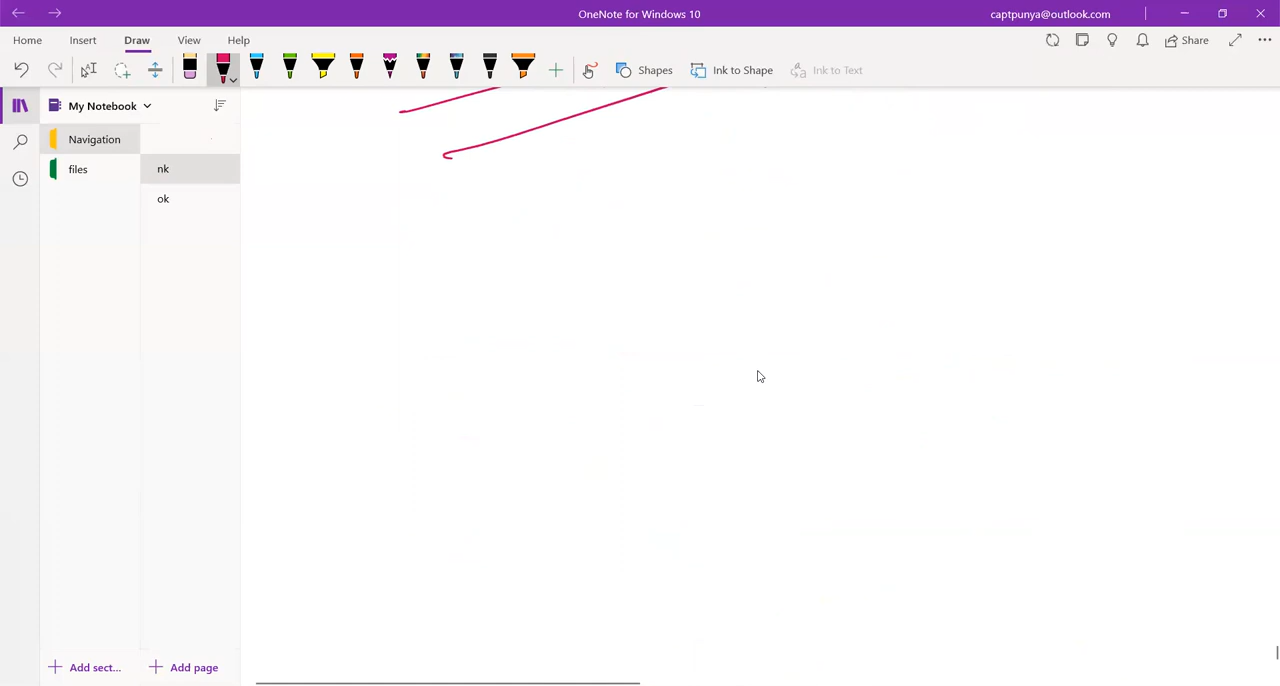 OneNote for Windows 10
captpunya@outlook.com
Home Insert Draw View Help
Share
Shapes
Ink to Shape
Ink to Text
My Notebook
Navigation
files
nk
ok
Add sect...
Add page